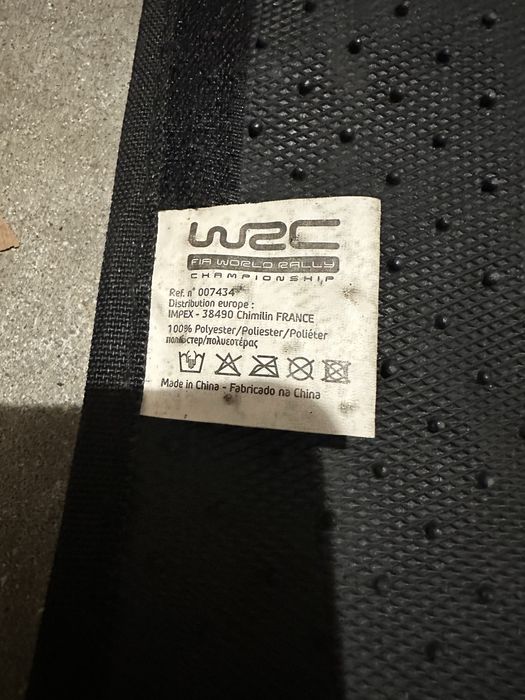 WRC
FIA WORLD RALLY
CHAMPIONSHIP
Ref. n° 007434
Distribution europe :
IMPEX - 38490 Chimilin FRANCE
100% Polyester/Poliester/Poliéter
полиэстер/πολυεστέρας
Made in China - Fabricado na China